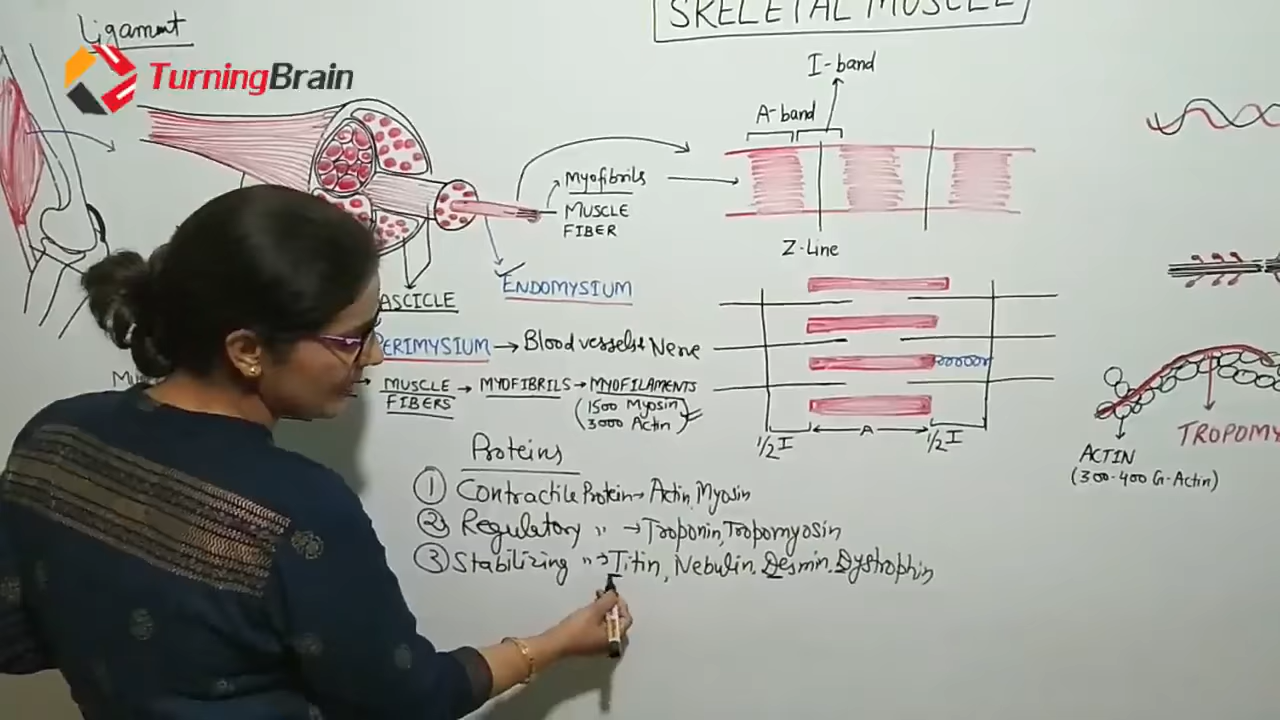 SKELETAL MUSCLE
Ligament
TurningBrain
I-band
A-band
Myofibrils
MUSCLE
FIBER
Z-Line
ENDOMYSIUM
ASCICLE
PERIMYSIUM → Blood vessels & Nerve
MUSCLE FIBERS → MYOFIBRILS → MYOFILAMENTS
(1500 Myosin
3000 Actin)
1/2 I
A
1/2 I
ACTIN
(300-400 G-Actin)
TROPOMY
Proteins
① Contractile Protein → Actin, Myosin
② Regulatory " → Troponin, Tropomyosin
③ Stabilizing " → Titin, Nebulin, Desmin, Dystrophin